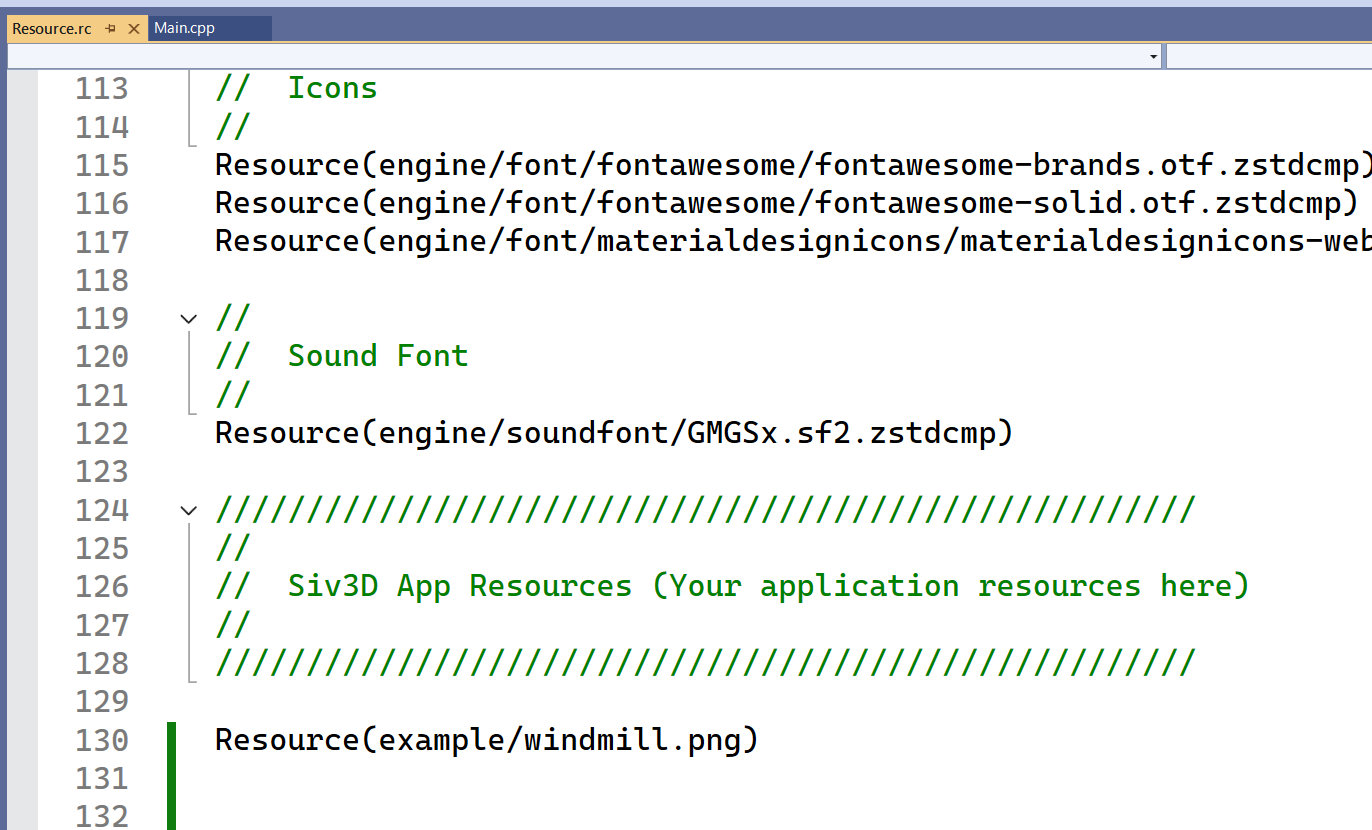 Resource.rc Main.cpp
113 // Icons
114 //
115 Resource(engine/font/fontawesome/fontawesome-brands.otf.zstdcmp)
116 Resource(engine/font/fontawesome/fontawesome-solid.otf.zstdcmp)
117 Resource(engine/font/materialdesignicons/materialdesignicons-web
118
119 //
120 // Sound Font
121 //
122 Resource(engine/soundfont/GMGSx.sf2.zstdcmp)
123
124 //////////////////////////////////////////////////////
125 //
126 // Siv3D App Resources (Your application resources here)
127 //
128 //////////////////////////////////////////////////////
129
130 Resource(example/windmill.png)
131
132